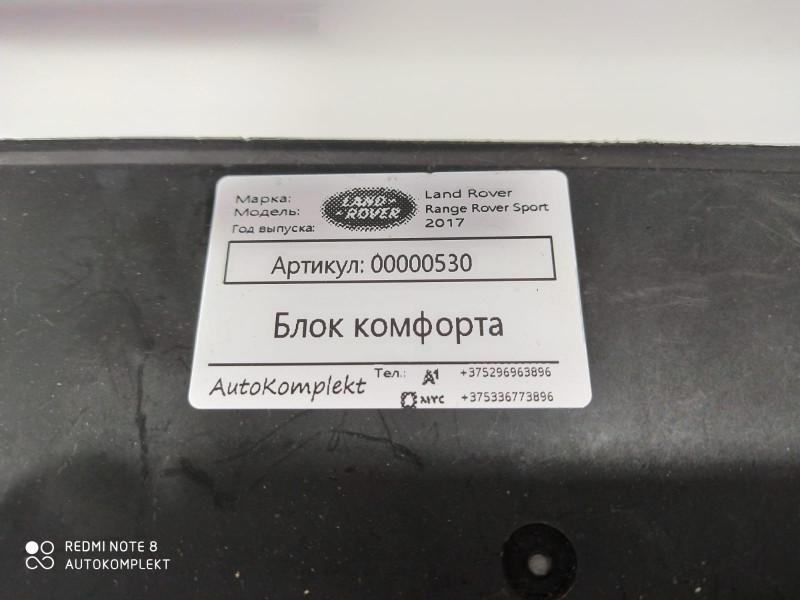 Марка: LAND ROVER Land Rover
Модель: Range Rover Sport
Год выпуска: 2017
Артикул: 00000530
Блок комфорта
AutoKomplekt Тел.: A1 +375296963896
МТС +375336773896
REDMI NOTE 8
AUTOKOMPLEKT